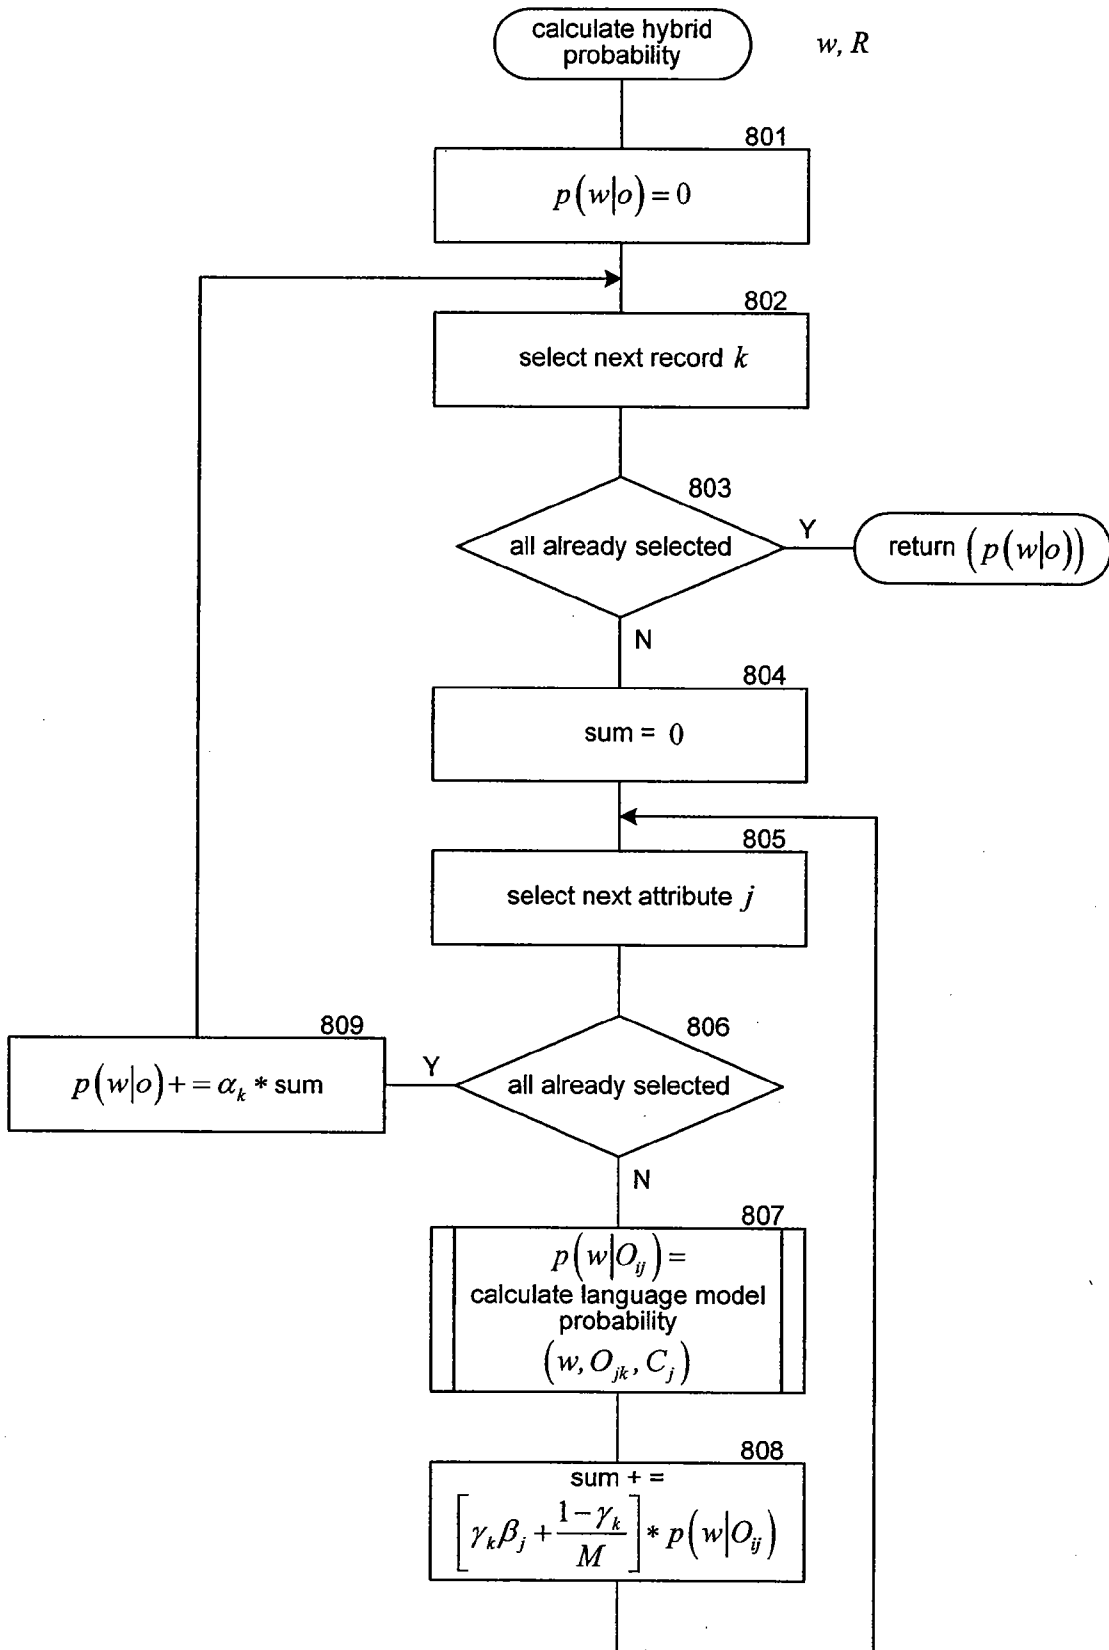 calculate hybrid
probability
w, R
801
p(w|o) = 0
802
select next record k
803
all already selected
Y
return (p(w|o))
N
804
sum = 0
805
select next attribute j
806
all already selected
Y
809
p(w|o) + = α_k * sum
N
807
p(w|O_ij) =
calculate language model
probability
(w, O_jk, C_j)
808
sum + =
[γ_k β_j + (1 − γ_k)/M] * p(w|O_ij)